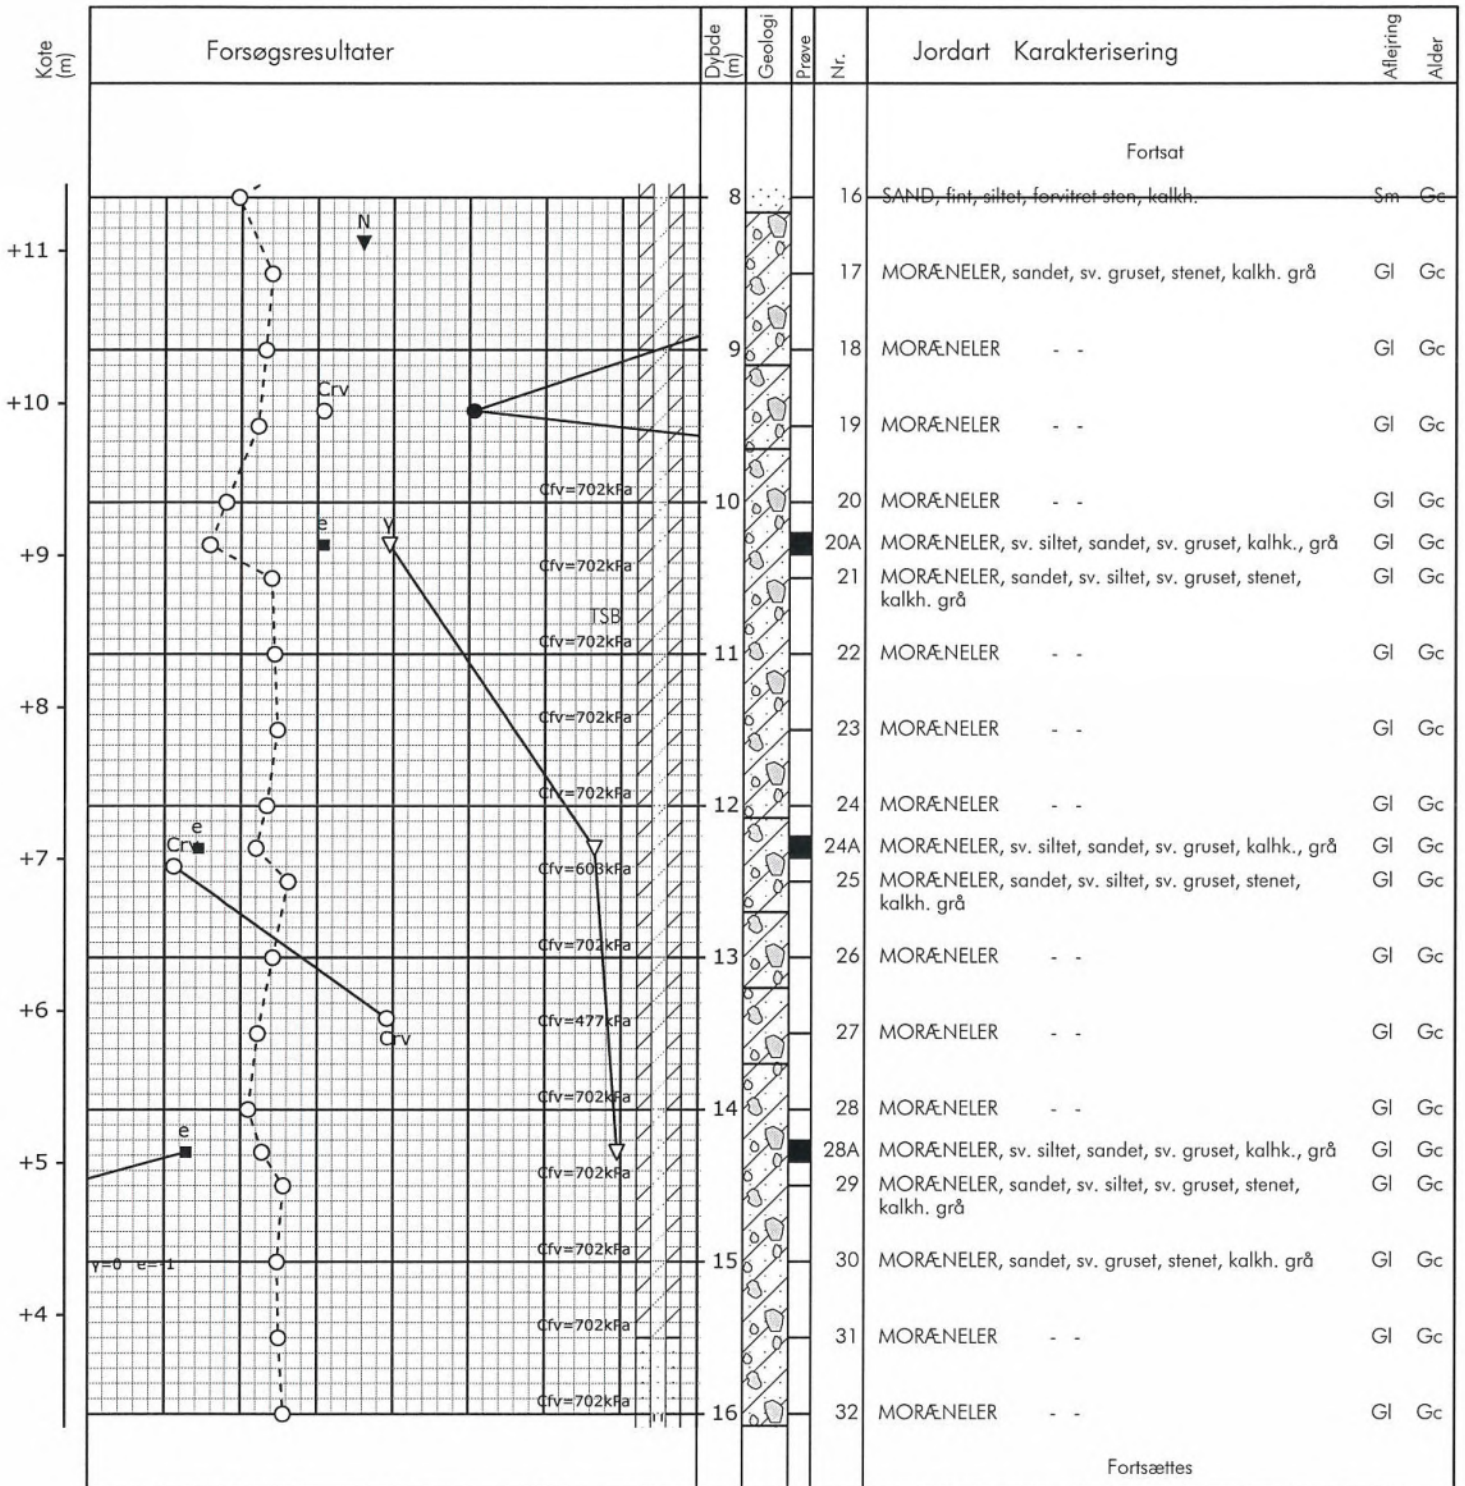 Kote (m) Forsøgsresultater Dybde (m) Geologi Prøve Nr. Jordart Karakterisering Aflejring Alder
Fortsat
8 16 SAND, fint, siltet, forvitret sten, kalkh. Sm Gc
N
+11
17 MORÆNELER, sandet, sv. gruset, stenet, kalkh. grå Gl Gc
9 18 MORÆNELER - - Gl Gc
Crv
+10
19 MORÆNELER - - Gl Gc
Cfv=702kPa
10 20 MORÆNELER - - Gl Gc
e γ
20A MORÆNELER, sv. siltet, sandet, sv. gruset, kalhk., grå Gl Gc
+9
Cfv=702kPa
21 MORÆNELER, sandet, sv. siltet, sv. gruset, stenet, Gl Gc
kalkh. grå
TSB
Cfv=702kPa
11 22 MORÆNELER - - Gl Gc
+8
Cfv=702kPa
23 MORÆNELER - - Gl Gc
Cfv=702kPa
12 24 MORÆNELER - - Gl Gc
e
Crv
24A MORÆNELER, sv. siltet, sandet, sv. gruset, kalhk., grå Gl Gc
+7
Cfv=603kPa
25 MORÆNELER, sandet, sv. siltet, sv. gruset, stenet, Gl Gc
kalkh. grå
Cfv=702kPa
13 26 MORÆNELER - - Gl Gc
+6
Cfv=477kPa
27 MORÆNELER - - Gl Gc
Crv
Cfv=702kPa
14 28 MORÆNELER - - Gl Gc
e
28A MORÆNELER, sv. siltet, sandet, sv. gruset, kalhk., grå Gl Gc
+5
Cfv=702kPa
29 MORÆNELER, sandet, sv. siltet, sv. gruset, stenet, Gl Gc
kalkh. grå
Cfv=702kPa
γ=0 e=-1
15 30 MORÆNELER, sandet, sv. gruset, stenet, kalkh. grå Gl Gc
+4
Cfv=702kPa
31 MORÆNELER - - Gl Gc
Cfv=702kPa
16 32 MORÆNELER - - Gl Gc
Fortsættes